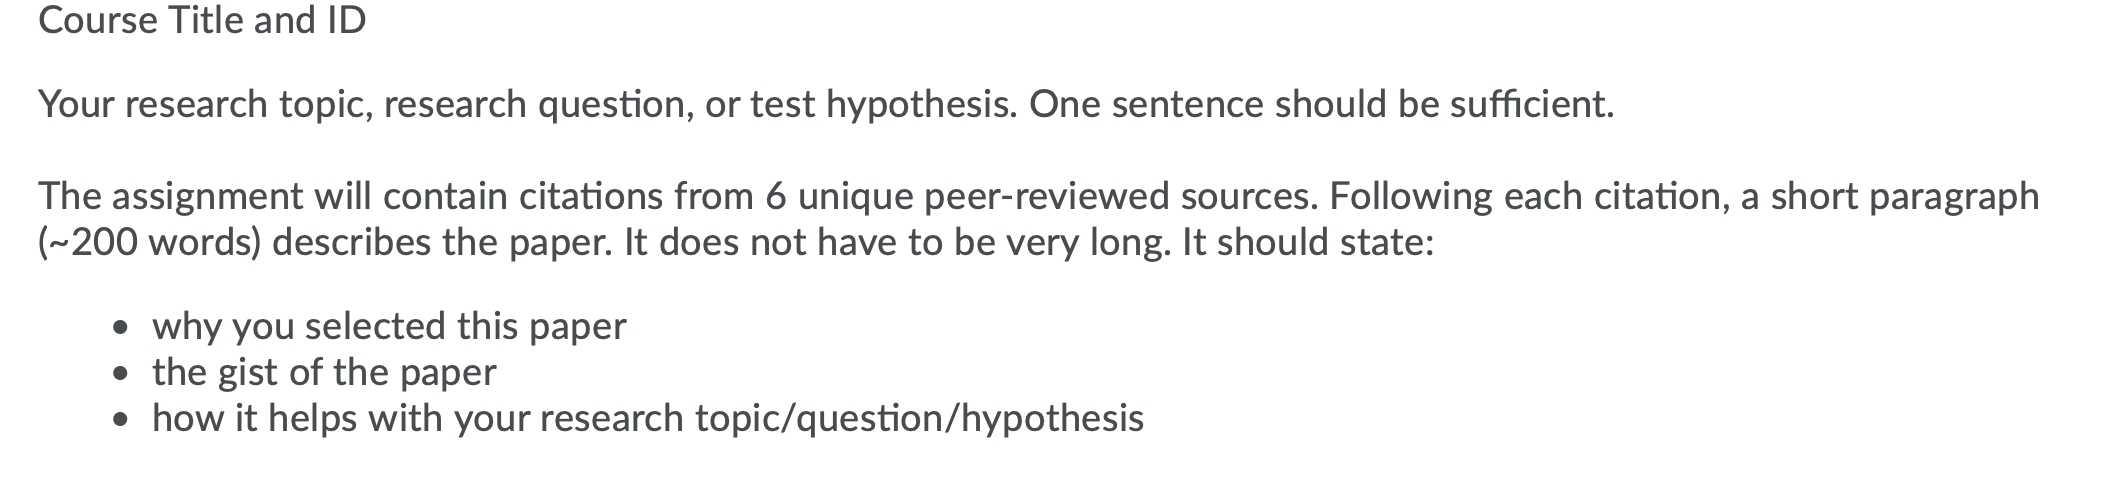 Course Title and ID
Your research topic, research question, or test hypothesis. One sentence should be sufficient.
The assignment will contain citations from 6 unique peer-reviewed sources. Following each citation, a short paragraph
(~200 words) describes the paper. It does not have to be very long. It should state:
• why you selected this paper
• the gist of the paper
• how it helps with your research topic/question/hypothesis